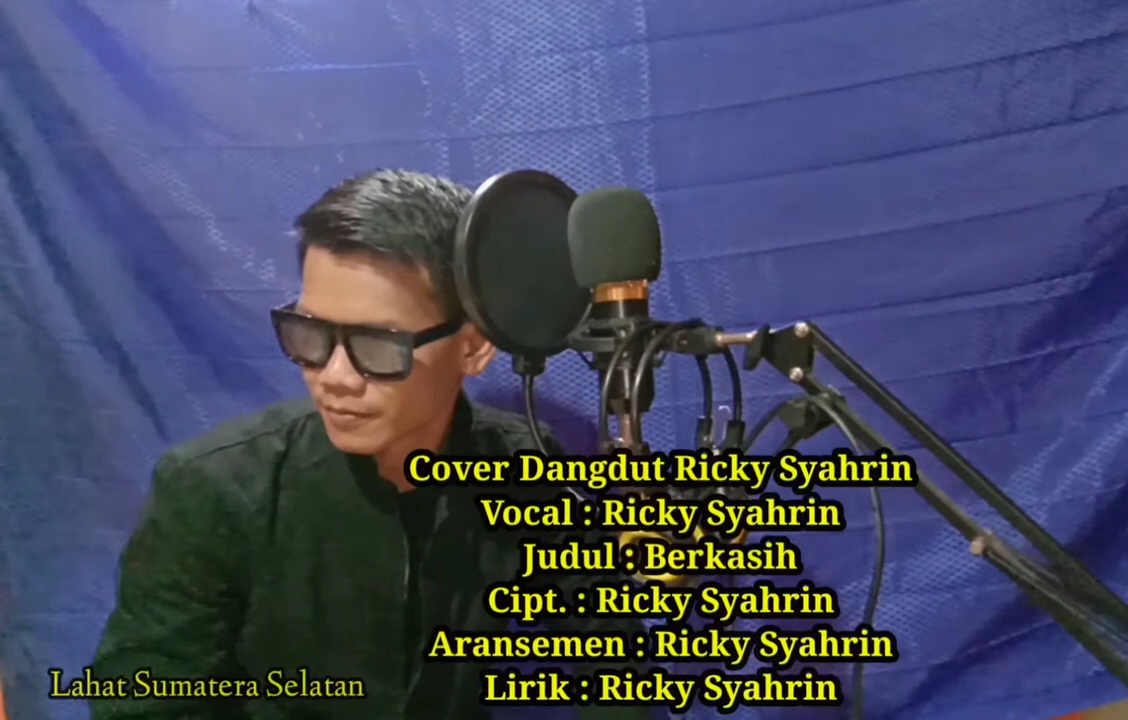 Cover Dangdut Ricky Syahrin
Vocal : Ricky Syahrin
Judul : Berkasih
Cipt. : Ricky Syahrin
Aransemen : Ricky Syahrin
Lirik : Ricky Syahrin
Lahat Sumatera Selatan